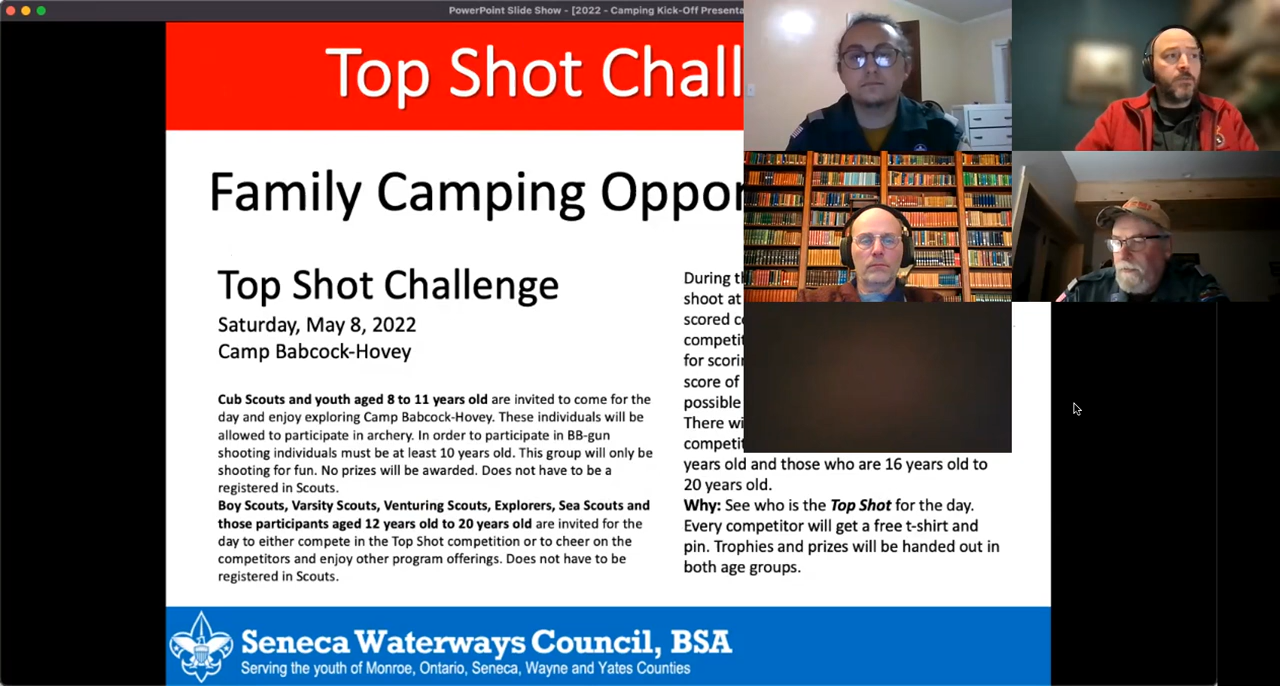 PowerPoint Slide Show - [2022 - Camping Kick-Off Presenta
Top Shot Chall
Family Camping Oppor
Top Shot Challenge
Saturday, May 8, 2022
Camp Babcock-Hovey
Cub Scouts and youth aged 8 to 11 years old are invited to come for the
day and enjoy exploring Camp Babcock-Hovey. These individuals will be
allowed to participate in archery. In order to participate in BB-gun
shooting individuals must be at least 10 years old. This group will only be
shooting for fun. No prizes will be awarded. Does not have to be a
registered in Scouts.
Boy Scouts, Varsity Scouts, Venturing Scouts, Explorers, Sea Scouts and
those participants aged 12 years old to 20 years old are invited for the
day to either compete in the Top Shot competition or to cheer on the
competitors and enjoy other program offerings. Does not have to be
registered in Scouts.
During th
shoot at
scored co
competit
for scorin
score of
possible
There wi
competit
years old and those who are 16 years old to
20 years old.
Why: See who is the Top Shot for the day.
Every competitor will get a free t-shirt and
pin. Trophies and prizes will be handed out in
both age groups.
Seneca Waterways Council, BSA
Serving the youth of Monroe, Ontario, Seneca, Wayne and Yates Counties